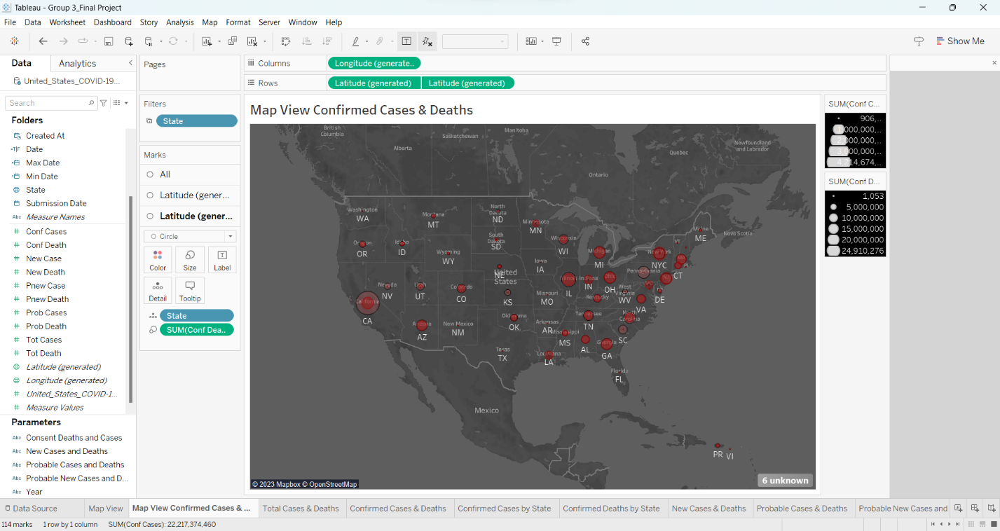 Tableau - Group 3_Final Project
File Data Worksheet Dashboard Story Analysis Map Format Server Window Help
Show Me
Data Analytics
United_States_COVID-19...
Search
Folders
Created At
Date
Max Date
Min Date
State
Submission Date
Abc Measure Names
Conf Cases
Conf Death
New Case
New Death
Pnew Case
Pnew Death
Prob Cases
Prob Death
Tot Cases
Tot Death
Latitude (generated)
Longitude (generated)
United_States_COVID-1...
Measure Values
Parameters
Abc Consent Deaths and Cases
Abc New Cases and Deaths
Abc Probable Cases and Deaths
Abc Probable New Cases and D...
Abc Year
Pages
Filters
State
Marks
All
Latitude (gener...
Latitude (gener...
Circle
Color Size Label
Detail Tooltip
State
SUM(Conf Dea..
Columns Longitude (generate..
Rows Latitude (generated) Latitude (generated)
Map View Confirmed Cases & Deaths
British
Columbia
Alberta
Saskatchewan
Manitoba
Ontario
Quebec
Newfoundland
and Labrador
Nova Scotia
Washington
WA
Montana
MT
North
Dakota
ND
Minnesota
MN
Oregon
OR
Idaho
ID
Wyoming
WY
South
Dakota
SD
Wisconsin
WI
Michigan
MI
New York
NYC
VT
Maine
ME
Iowa
IA
NE
United
States
Nevada
NV
Utah
UT
Colorado
CO
KS
Missouri
MO
Illinois
IL
Indiana
IN
Ohio
OH
West
Virginia
WV
Pennsylvania
MA
CT
NJ
DE
VA
Kentucky
California
CA
Arizona
AZ
New Mexico
NM
Oklahoma
OK
Arkansas
AR
Tennessee
TN
North
Carolina
SC
Mississippi
MS
AL
Georgia
GA
Texas
TX
Louisiana
LA
Florida
FL
Mexico
PR VI
© 2023 Mapbox © OpenStreetMap
6 unknown
SUM(Conf C...
906,..
1,000,000,..
2,000,000,..
3,000,000,..
4,214,674,..
SUM(Conf D...
1,053
5,000,000
10,000,000
15,000,000
20,000,000
24,910,276
Data Source Map View Map View Confirmed Cases & ... Total Cases & Deaths Confirmed Cases & Deaths Confirmed Cases by State Confirmed Deaths by State New Cases & Deaths Probable Cases & Deaths Probable New Cases and
114 marks 1 row by 1 column SUM(Conf Cases): 22,217,374,460